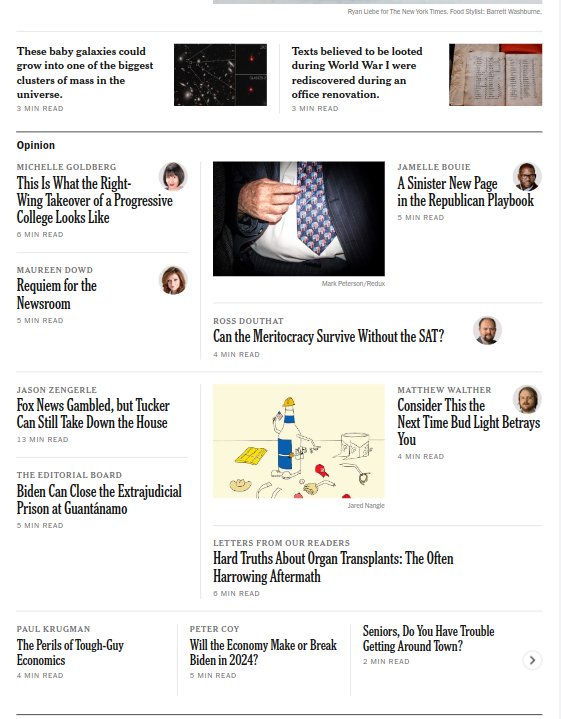 Ryan Liebe for The New York Times. Food Stylist: Barrett Washburne.
These baby galaxies could
grow into one of the biggest
clusters of mass in the
universe.
3 MIN READ
Texts believed to be looted
during World War I were
rediscovered during an
office renovation.
3 MIN READ
Opinion
MICHELLE GOLDBERG
This Is What the Right-
Wing Takeover of a Progressive
College Looks Like
6 MIN READ
MAUREEN DOWD
Requiem for the
Newsroom
5 MIN READ
Mark Peterson/Redux
JAMELLE BOUIE
A Sinister New Page
in the Republican Playbook
5 MIN READ
ROSS DOUTHAT
Can the Meritocracy Survive Without the SAT?
4 MIN READ
JASON ZENGERLE
Fox News Gambled, but Tucker
Can Still Take Down the House
13 MIN READ
THE EDITORIAL BOARD
Biden Can Close the Extrajudicial
Prison at Guantánamo
5 MIN READ
Jared Nangle
MATTHEW WALTHER
Consider This the
Next Time Bud Light Betrays
You
4 MIN READ
LETTERS FROM OUR READERS
Hard Truths About Organ Transplants: The Often
Harrowing Aftermath
6 MIN READ
PAUL KRUGMAN
The Perils of Tough-Guy
Economics
4 MIN READ
PETER COY
Will the Economy Make or Break
Biden in 2024?
5 MIN READ
Seniors, Do You Have Trouble
Getting Around Town?
2 MIN READ